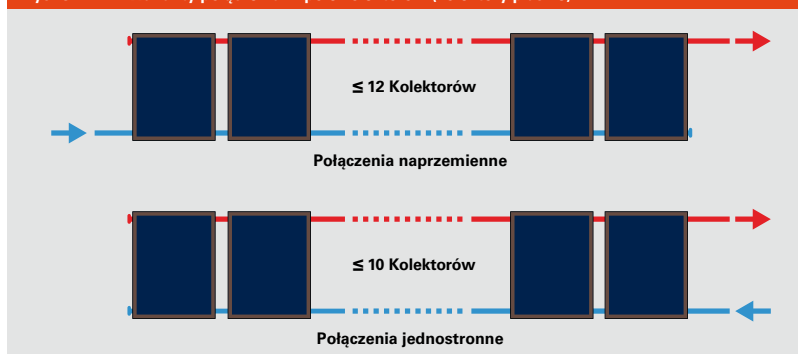 ≤ 12 Kolektorów
Połączenia naprzemienne
≤ 10 Kolektorów
Połączenia jednostronne